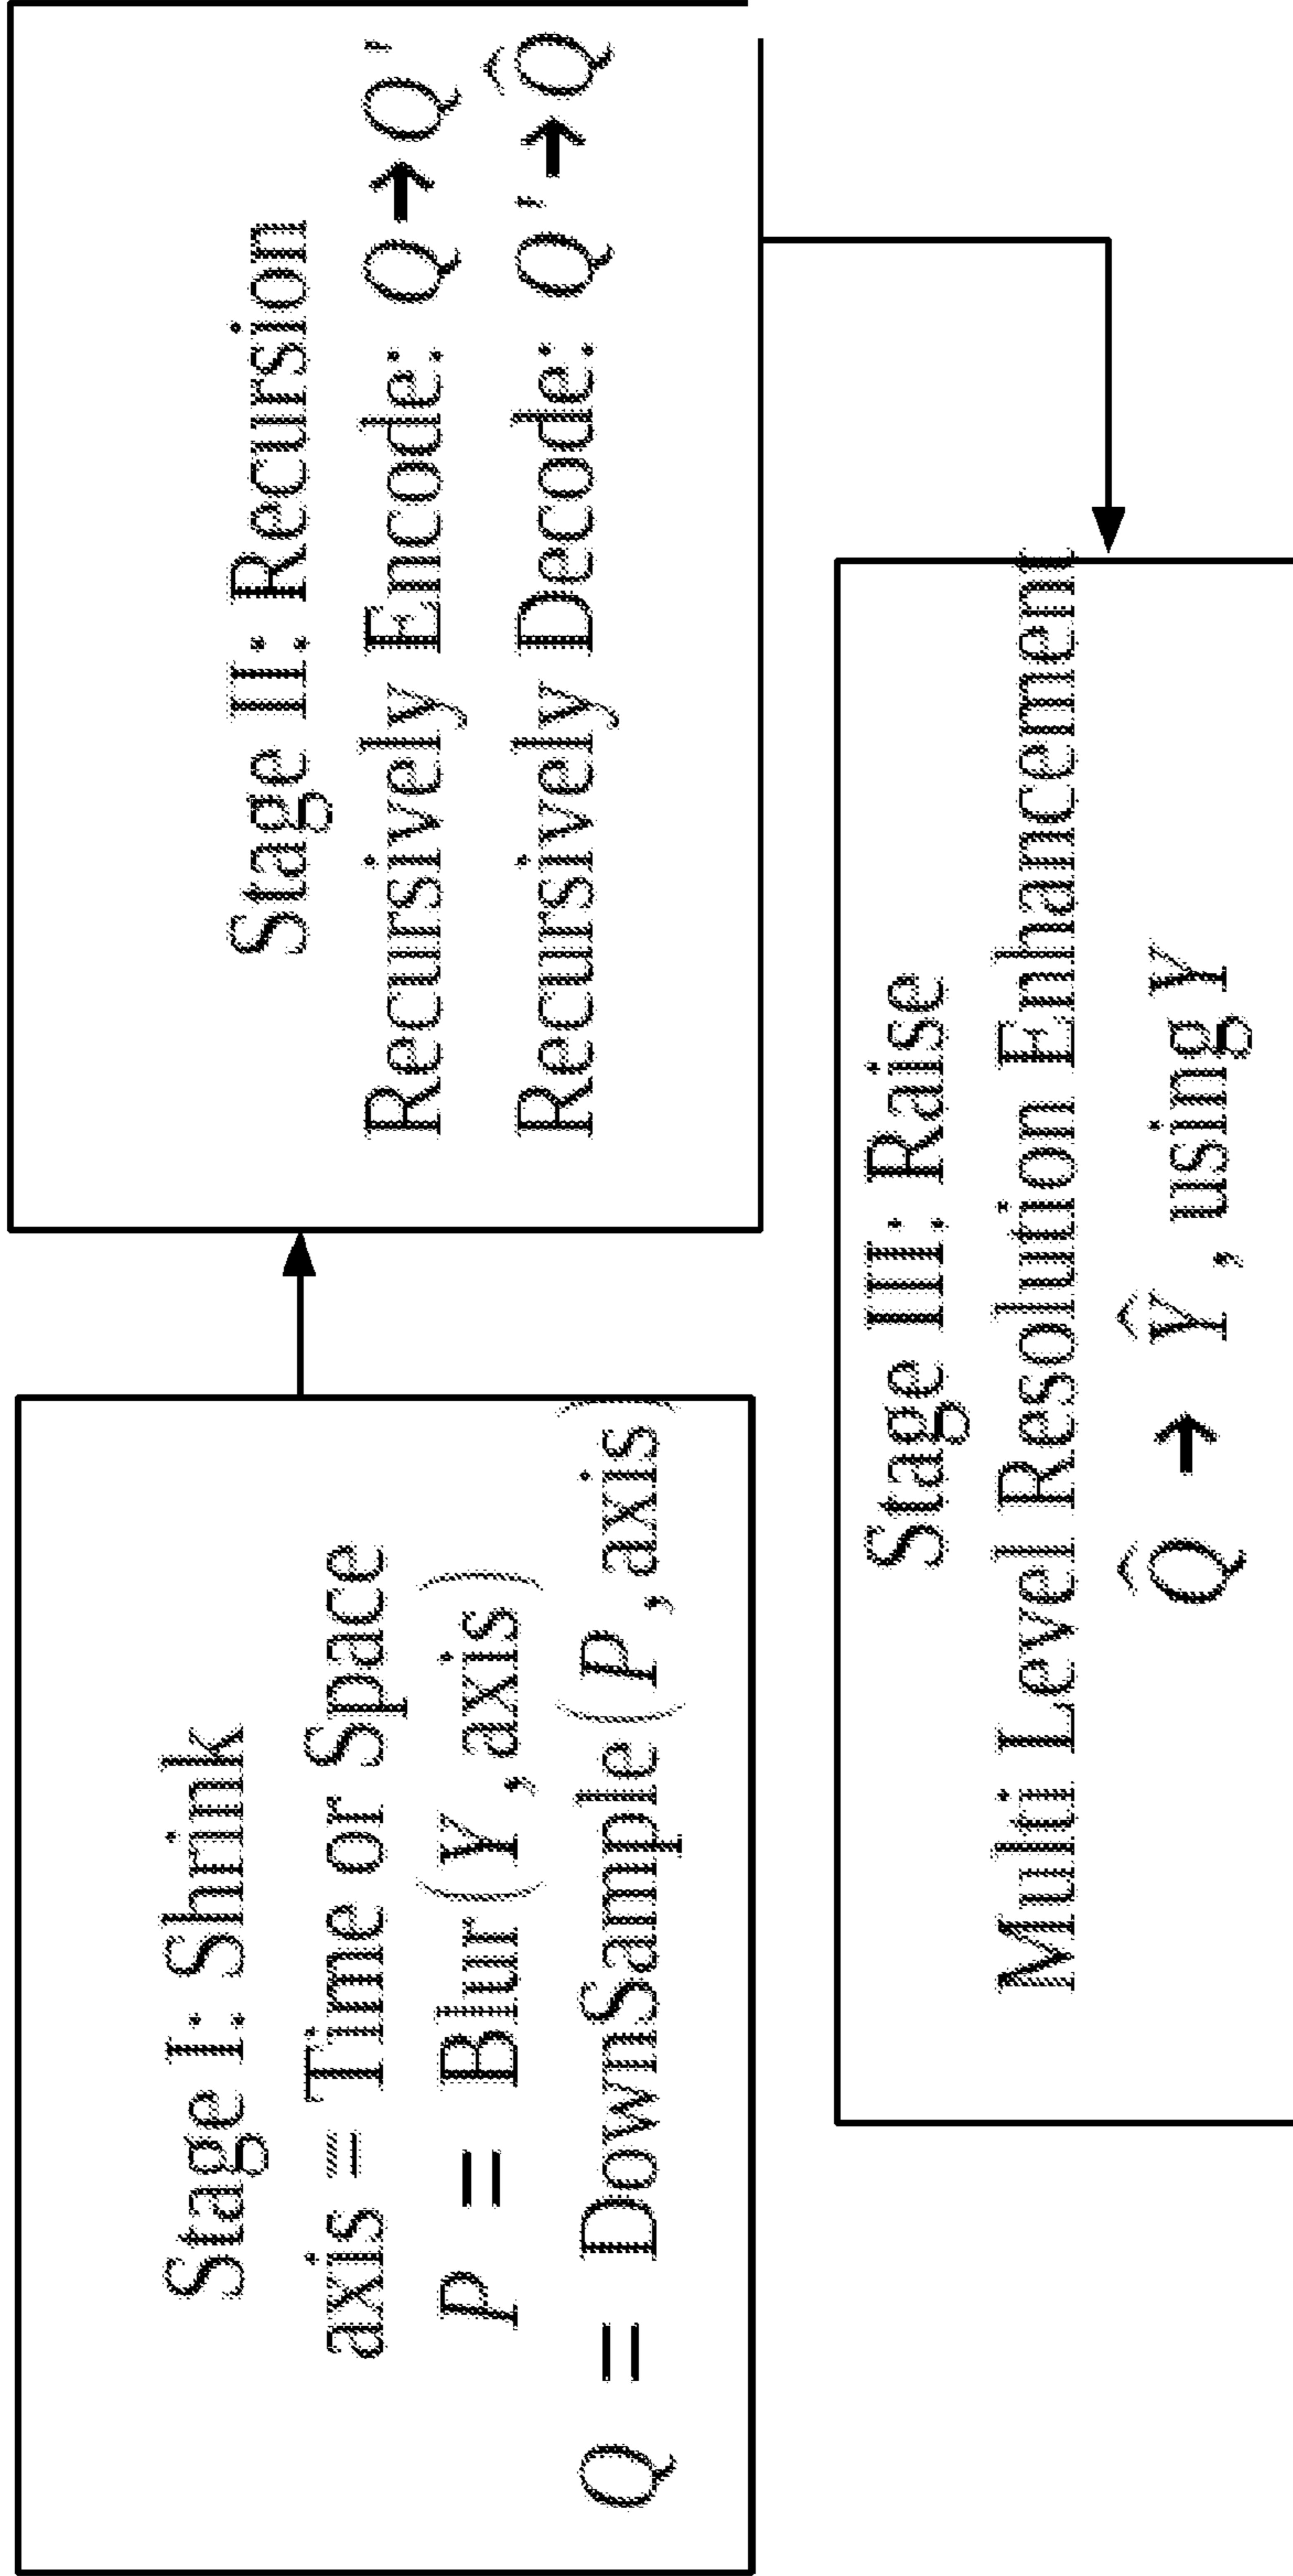 Stage I: Shrink
axis = Time or Space
P = Blur(Y,axis)
Q = DownSample(P,axis)
Stage II: Recursion
Recursively Encode: Q→Q'
Recursively Decode: Q'→Q̂
Stage III: Raise
Multi Level Resolution Enhancement
Q̂ → Ŷ, using Y